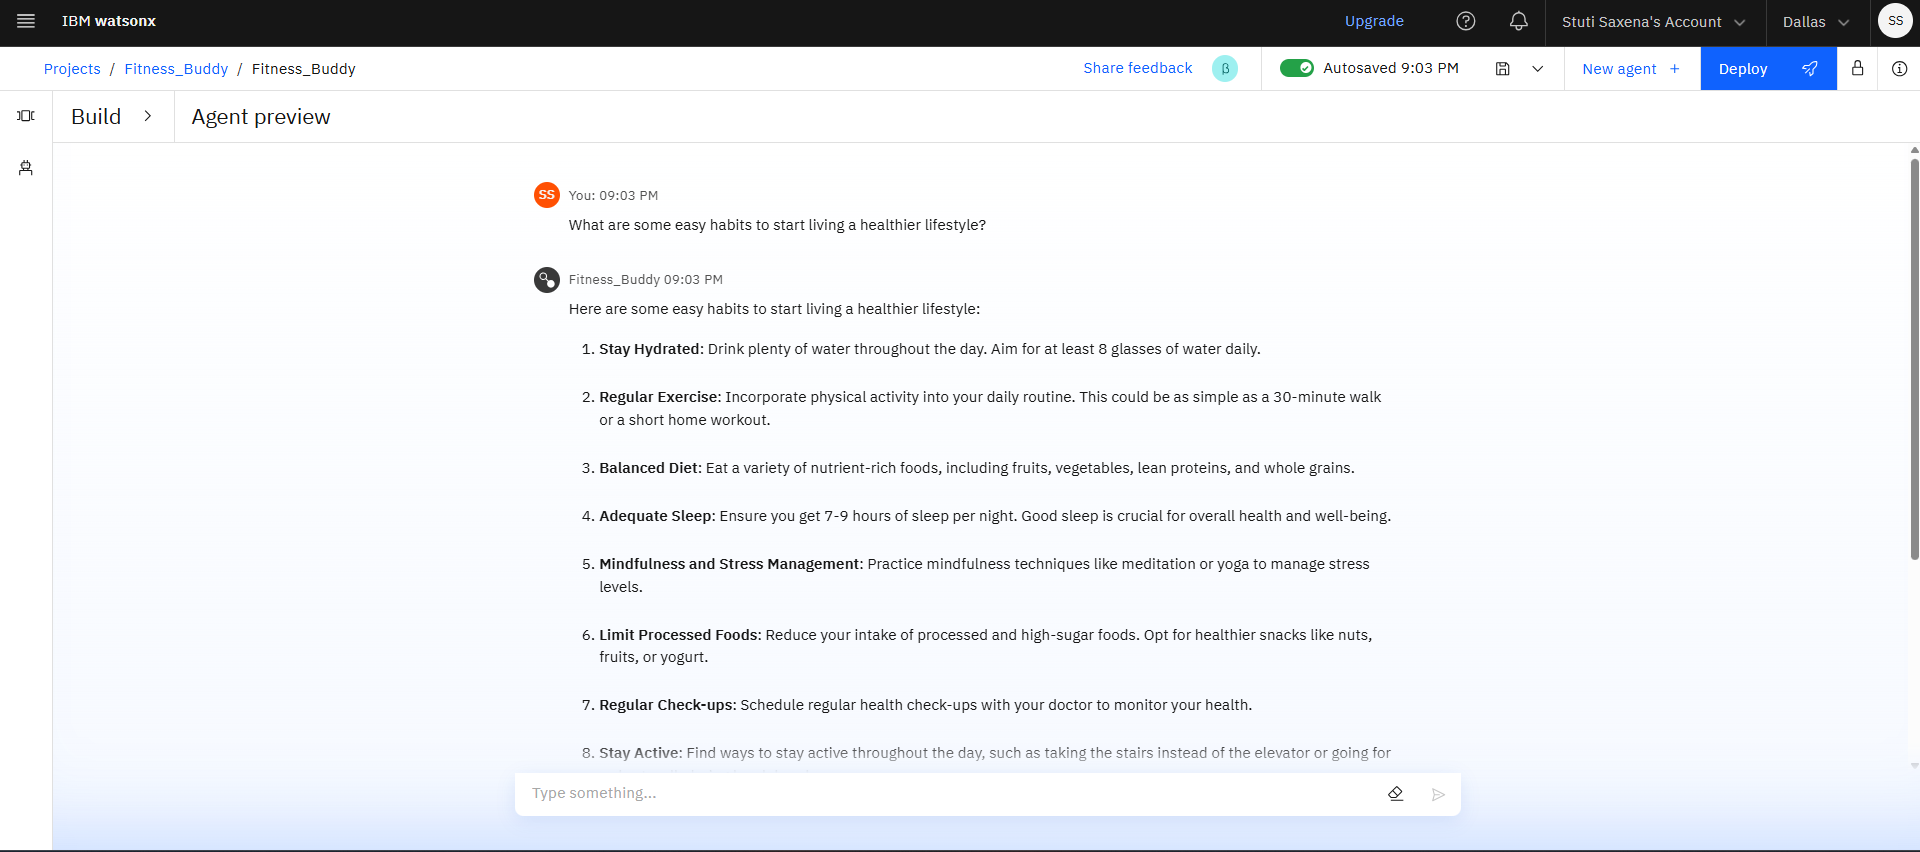 IBM watsonx
Upgrade
Stuti Saxena's Account
Dallas
SS
Projects / Fitness_Buddy / Fitness_Buddy
Share feedback
β
Autosaved 9:03 PM
New agent +
Deploy
Build
Agent preview
SS
You: 09:03 PM
What are some easy habits to start living a healthier lifestyle?
Fitness_Buddy 09:03 PM
Here are some easy habits to start living a healthier lifestyle:
1. Stay Hydrated: Drink plenty of water throughout the day. Aim for at least 8 glasses of water daily.
2. Regular Exercise: Incorporate physical activity into your daily routine. This could be as simple as a 30-minute walk
or a short home workout.
3. Balanced Diet: Eat a variety of nutrient-rich foods, including fruits, vegetables, lean proteins, and whole grains.
4. Adequate Sleep: Ensure you get 7-9 hours of sleep per night. Good sleep is crucial for overall health and well-being.
5. Mindfulness and Stress Management: Practice mindfulness techniques like meditation or yoga to manage stress
levels.
6. Limit Processed Foods: Reduce your intake of processed and high-sugar foods. Opt for healthier snacks like nuts,
fruits, or yogurt.
7. Regular Check-ups: Schedule regular health check-ups with your doctor to monitor your health.
8. Stay Active: Find ways to stay active throughout the day, such as taking the stairs instead of the elevator or going for
Type something...